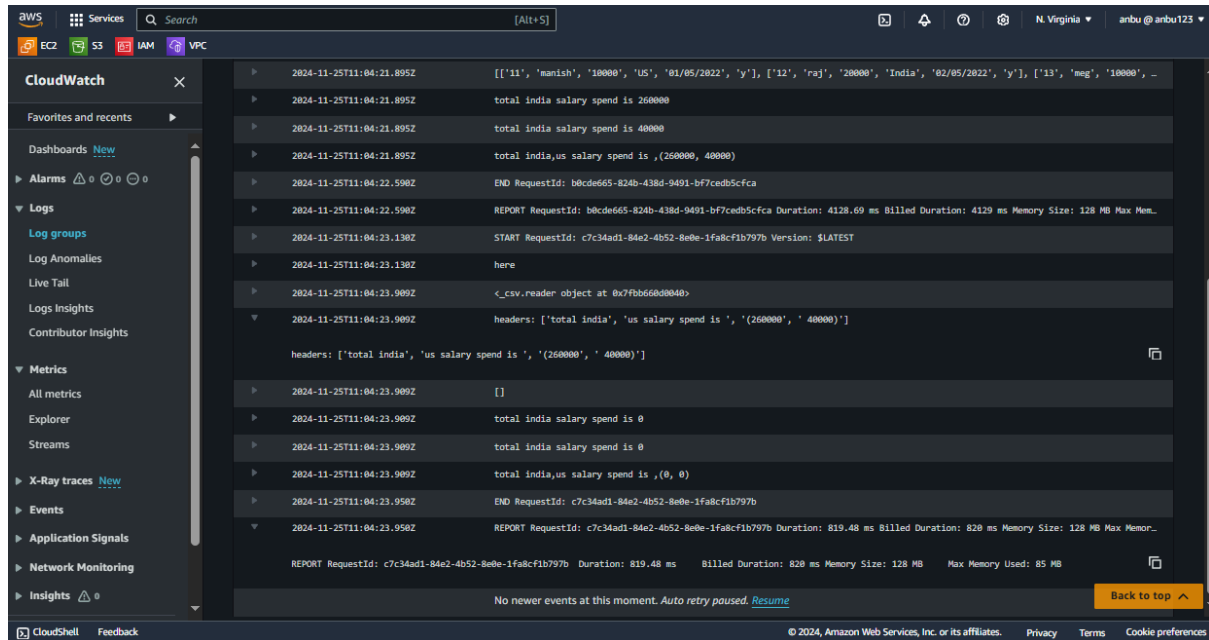 aws Services Search [Alt+S] N. Virginia anbu @ anbu123
EC2 S3 IAM VPC
CloudWatch
Favorites and recents
Dashboards New
Alarms 0 0 0
Logs
Log groups
Log Anomalies
Live Tail
Logs Insights
Contributor Insights
Metrics
All metrics
Explorer
Streams
X-Ray traces New
Events
Application Signals
Network Monitoring
Insights 0
2024-11-25T11:04:21.895Z [['11', 'manish', '10000', 'US', '01/05/2022', 'y'], ['12', 'raj', '20000', 'India', '02/05/2022', 'y'], ['13', 'meg', '10000', …
2024-11-25T11:04:21.895Z total india salary spend is 260000
2024-11-25T11:04:21.895Z total india salary spend is 40000
2024-11-25T11:04:21.895Z total india,us salary spend is ,(260000, 40000)
2024-11-25T11:04:22.590Z END RequestId: b0cde665-824b-438d-9491-bf7cedb5cfca
2024-11-25T11:04:22.590Z REPORT RequestId: b0cde665-824b-438d-9491-bf7cedb5cfca Duration: 4128.69 ms Billed Duration: 4129 ms Memory Size: 128 MB Max Mem…
2024-11-25T11:04:23.130Z START RequestId: c7c34ad1-84e2-4b52-8e0e-1fa8cf1b797b Version: $LATEST
2024-11-25T11:04:23.130Z here
2024-11-25T11:04:23.909Z <_csv.reader object at 0x7fbb660d0040>
2024-11-25T11:04:23.909Z headers: ['total india', 'us salary spend is ', '(260000', ' 40000)']
headers: ['total india', 'us salary spend is ', '(260000', ' 40000)']
2024-11-25T11:04:23.909Z []
2024-11-25T11:04:23.909Z total india salary spend is 0
2024-11-25T11:04:23.909Z total india salary spend is 0
2024-11-25T11:04:23.909Z total india,us salary spend is ,(0, 0)
2024-11-25T11:04:23.950Z END RequestId: c7c34ad1-84e2-4b52-8e0e-1fa8cf1b797b
2024-11-25T11:04:23.950Z REPORT RequestId: c7c34ad1-84e2-4b52-8e0e-1fa8cf1b797b Duration: 819.48 ms Billed Duration: 820 ms Memory Size: 128 MB Max Memor…
REPORT RequestId: c7c34ad1-84e2-4b52-8e0e-1fa8cf1b797b Duration: 819.48 ms Billed Duration: 820 ms Memory Size: 128 MB Max Memory Used: 85 MB
No newer events at this moment. Auto retry paused. Resume
Back to top
CloudShell Feedback © 2024, Amazon Web Services, Inc. or its affiliates. Privacy Terms Cookie preferences